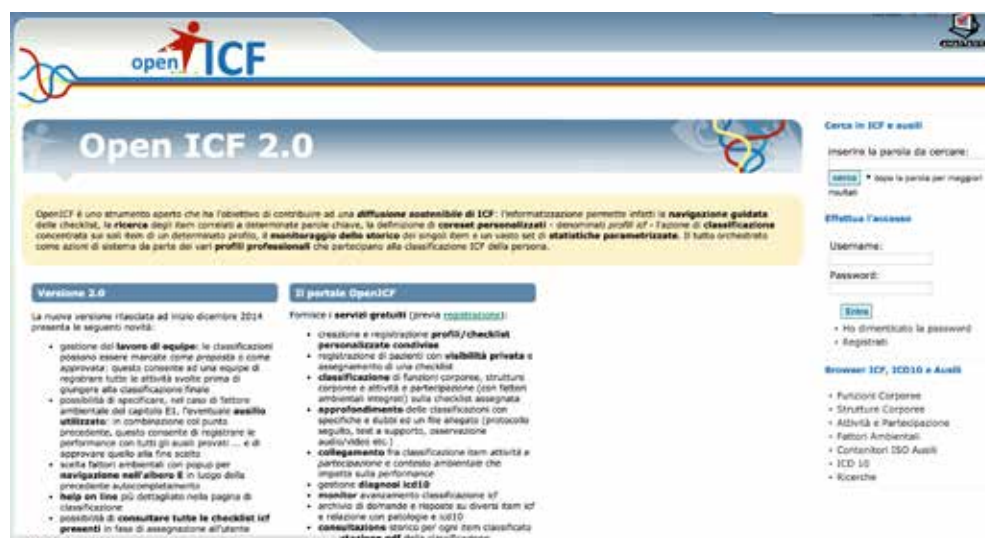 open ICF
Open ICF 2.0
OpenICF è uno strumento aperto che ha l'obiettivo di contribuire ad una diffusione sostenibile di ICF: l'informatizzazione permette infatti la navigazione guidata
delle checklist, la ricerca degli item correlati a determinate parole chiave, la definizione di coreset personalizzati - denominati profili icf - l'azione di classificazione
concentrata sui soli item di un determinato profilo, il monitoraggio dello storico dei singoli item e un vasto set di statistiche parametrizzate. Il tutto orchestrato
come azioni di sistema da parte dei vari profili professionali che partecipano alla classificazione ICF della persona.
Versione 2.0
La nuova versione rilasciata ad inizio dicembre 2014
presenta le seguenti novità:
• gestione del lavoro di equipe: le classificazioni
possono essere marcate come proposta o come
approvata: questo consente ad una equipe di
registrare tutte le attività svolte prima di
giungere alla classificazione finale
• possibilità di specificare, nel caso di fattore
ambientale del capitolo E1, l'eventuale ausilio
utilizzato: in combinazione col punto
precedente, questo consente di registrare le
performance con tutti gli ausili provati ... e di
approvare quello alla fine scelto
• scelta fattori ambientali con popup per
navigazione nell'albero E in luogo della
precedente autocompletamento
• help on line più dettagliato nella pagina di
classificazione
• possibilità di consultare tutte le checklist icf
presenti in fase di assegnazione all'utente
Il portale OpenICF
Fornisce i servizi gratuiti (previa registrazione):
• creazione e registrazione profili/checklist
personalizzate condivise
• registrazione di pazienti con visibilità privata e
assegnamento di una checklist
• classificazione di funzioni corporee, strutture
corporee e attività e partecipazione (con fattori
ambientali integrati) sulla checklist assegnata
• approfondimento delle classificazioni con
specifiche e dubbi ed un file allegato (protocollo
seguito, test a supporto, osservazione
audio/video etc.)
• collegamento fra classificazione item attività e
partecipazione e contesto ambientale che
impatta sulla performance
• gestione diagnosi icd10
• monitor avanzamento classificazione icf
• archivio di domande e risposte su diversi item icf
e relazione con patologie e icd10
• consultazione storico per ogni item classificato
stazione pdf della classificazione
Cerca in ICF e ausili
inserire la parola da cercare:
cerca * dopo la parola per maggiori
risultati
Effettua l'accesso
Username:
Password:
Entra
• Ho dimenticato la password
• Registrati
Browser ICF, ICD10 e Ausili
• Funzioni Corporee
• Strutture Corporee
• Attività e Partecipazione
• Fattori Ambientali
• Contenitori ISO Ausili
• ICD 10
• Ricerche